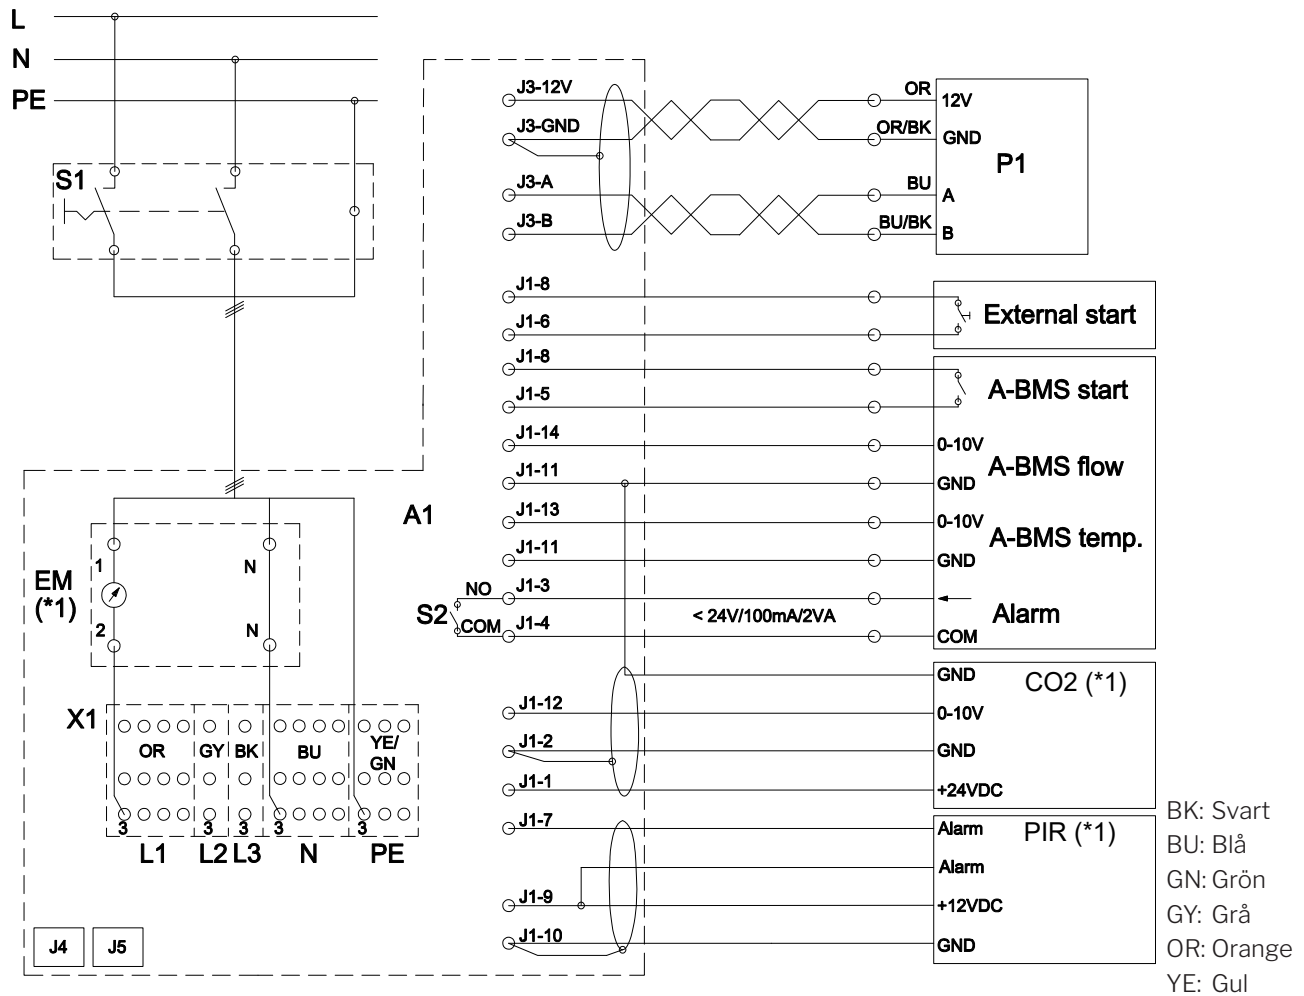 L
N
PE
S1
A1
EM
(*1)
1
2
N
N
X1
OR
GY
BK
BU
YE/
GN
3
3
3
3
3
L1
L2
L3
N
PE
J4
J5
J3-12V
OR
12V
J3-GND
OR/BK
GND
P1
J3-A
BU
A
J3-B
BU/BK
B
J1-8
J1-6
External start
J1-8
J1-5
A-BMS start
J1-14
0-10V
A-BMS flow
J1-11
GND
J1-13
0-10V
A-BMS temp.
J1-11
GND
S2
NO
J1-3
COM
J1-4
< 24V/100mA/2VA
Alarm
COM
GND
CO2 (*1)
J1-12
0-10V
J1-2
GND
J1-1
+24VDC
J1-7
Alarm
PIR (*1)
Alarm
J1-9
+12VDC
J1-10
GND
BK: Svart
BU: Blå
GN: Grön
GY: Grå
OR: Orange
YE: Gul